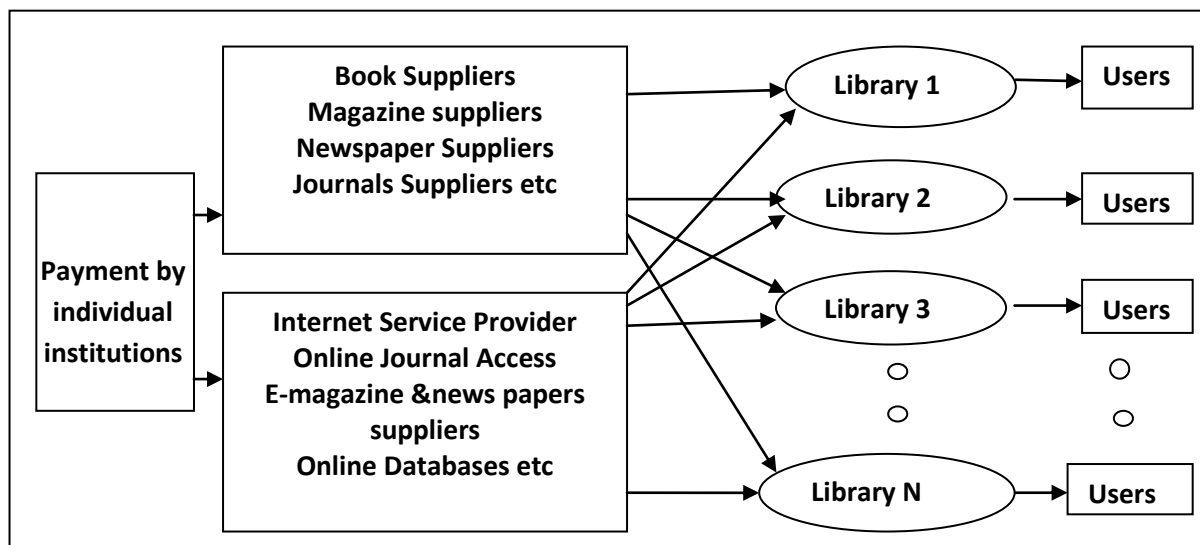 Payment by
individual
institutions
Book Suppliers
Magazine suppliers
Newspaper Suppliers
Journals Suppliers etc
Internet Service Provider
Online Journal Access
E-magazine &news papers
suppliers
Online Databases etc
Library 1
Users
Library 2
Users
Library 3
Users
Library N
Users